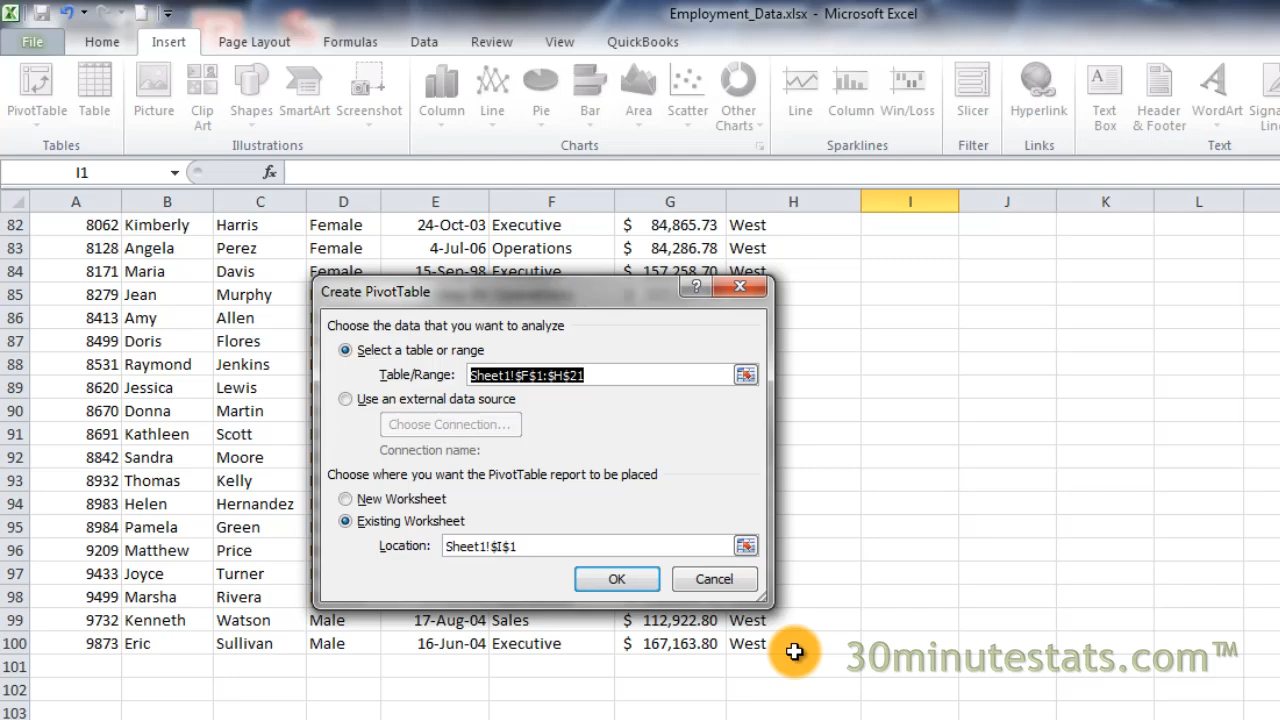 Employment_Data.xlsx - Microsoft Excel
File Home Insert Page Layout Formulas Data Review View QuickBooks
PivotTable Table Picture Clip Art Shapes SmartArt Screenshot Column Line Pie Bar Area Scatter Other Charts Line Column Win/Loss Slicer Hyperlink Text Box Header & Footer WordArt
Tables Illustrations Charts Sparklines Filter Links Text
I1 fx
A B C D E F G H I J K L
82 8062 Kimberly Harris Female 24-Oct-03 Executive $ 84,865.73 West
83 8128 Angela Perez Female 4-Jul-06 Operations $ 84,286.78 West
84 8171 Maria Davis Female 15-Sep-98 Executive $ 157,258.70 West
85 8279 Jean Murphy
86 8413 Amy Allen
87 8499 Doris Flores
88 8531 Raymond Jenkins
89 8620 Jessica Lewis
90 8670 Donna Martin
91 8691 Kathleen Scott
92 8842 Sandra Moore
93 8932 Thomas Kelly
94 8983 Helen Hernandez
95 8984 Pamela Green
96 9209 Matthew Price
97 9433 Joyce Turner
98 9499 Marsha Rivera
99 9732 Kenneth Watson Male 17-Aug-04 Sales $ 112,922.80 West
100 9873 Eric Sullivan Male 16-Jun-04 Executive $ 167,163.80 West
101
102
103
Create PivotTable
Choose the data that you want to analyze
Select a table or range
Table/Range: Sheet1!$F$1:$H$21
Use an external data source
Choose Connection...
Connection name:
Choose where you want the PivotTable report to be placed
New Worksheet
Existing Worksheet
Location: Sheet1!$I$1
OK Cancel
30minutestats.com™